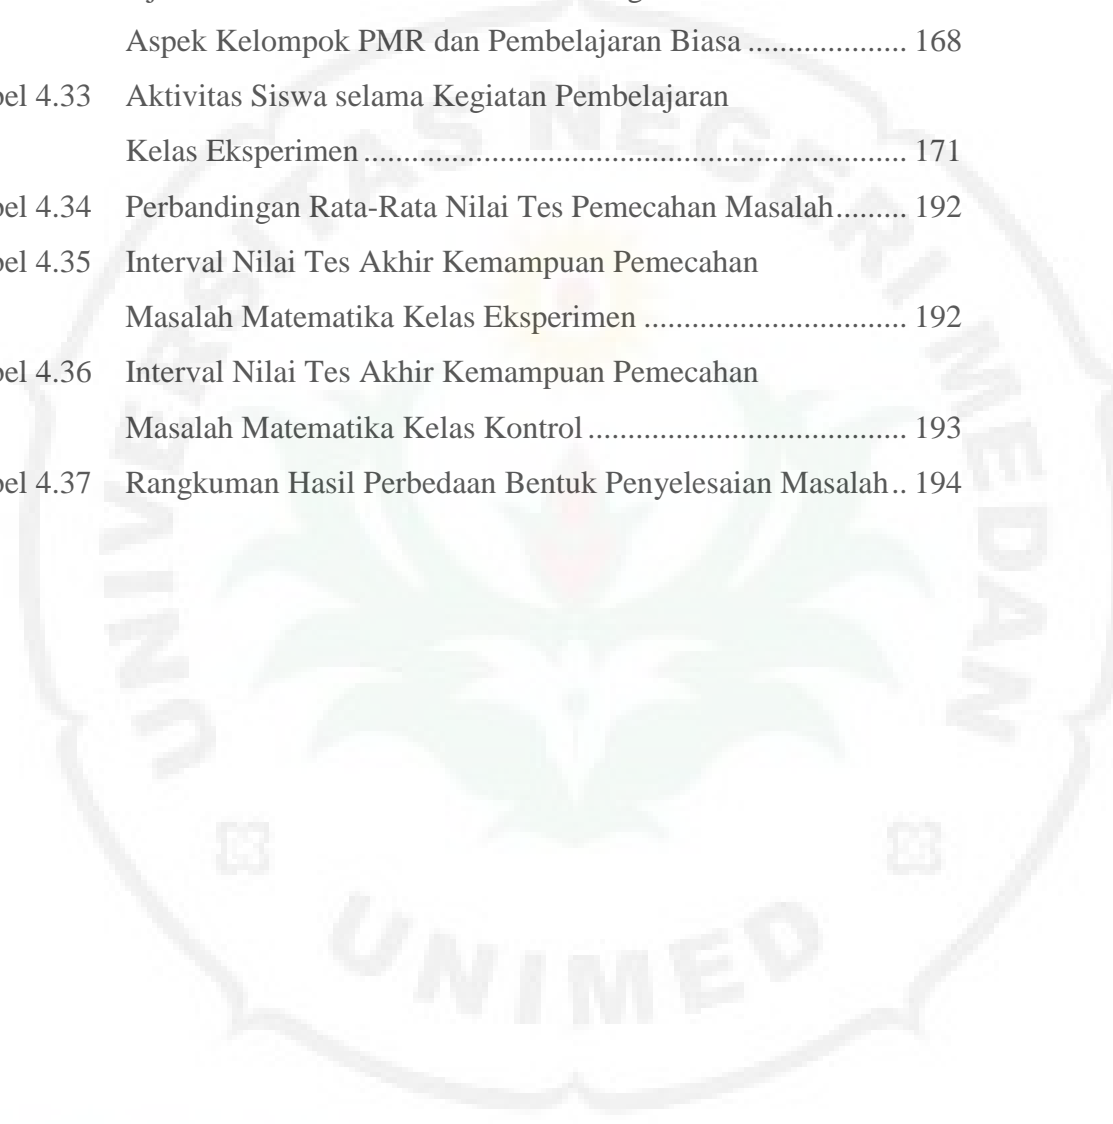 Aspek Kelompok PMR dan Pembelajaran Biasa .................... 168
bel 4.33 Aktivitas Siswa selama Kegiatan Pembelajaran
Kelas Eksperimen .................................................................... 171
bel 4.34 Perbandingan Rata-Rata Nilai Tes Pemecahan Masalah......... 192
bel 4.35 Interval Nilai Tes Akhir Kemampuan Pemecahan
Masalah Matematika Kelas Eksperimen ................................. 192
bel 4.36 Interval Nilai Tes Akhir Kemampuan Pemecahan
Masalah Matematika Kelas Kontrol ........................................ 193
bel 4.37 Rangkuman Hasil Perbedaan Bentuk Penyelesaian Masalah.. 194
UNIVERSITAS NEGERI MEDAN
UNIMED